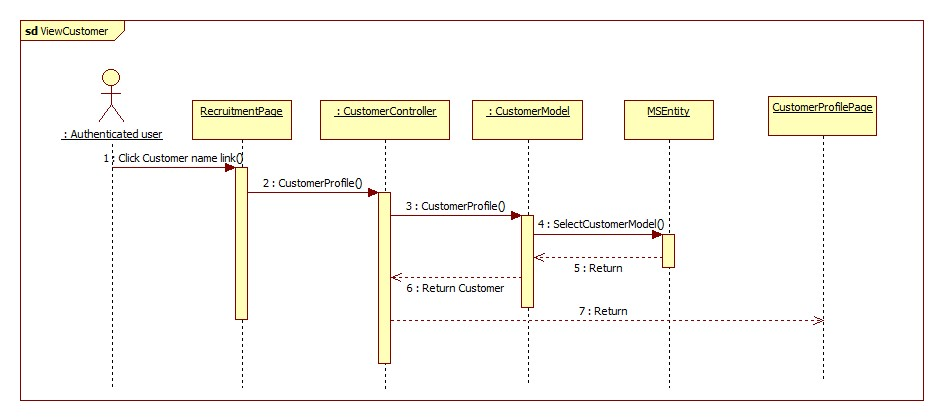 sd ViewCustomer
: Authenticated user
RecruitmentPage
: CustomerController
: CustomerModel
MSEntity
CustomerProfilePage
1 : Click Customer name link()
2 : CustomerProfile()
3 : CustomerProfile()
4 : SelectCustomerModel()
5 : Return
6 : Return Customer
7 : Return